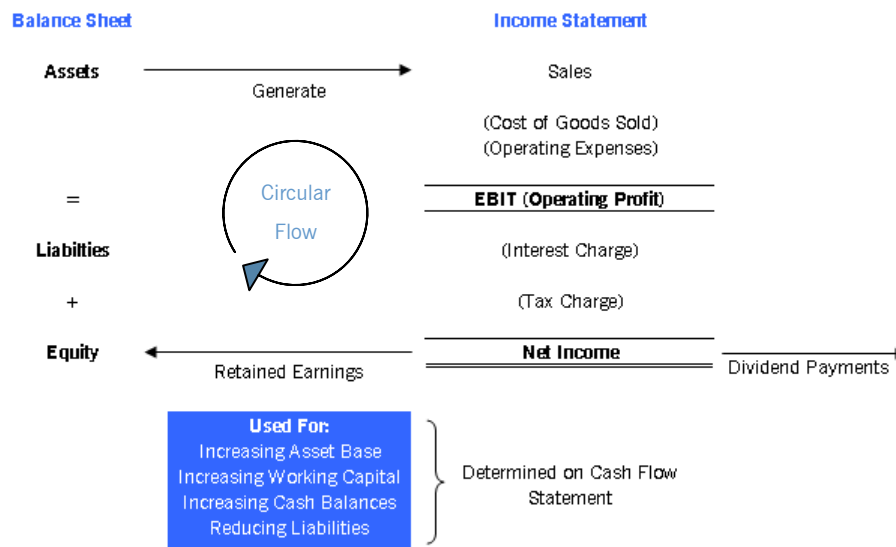 Balance Sheet
Income Statement
Assets
Generate
Sales
(Cost of Goods Sold)
(Operating Expenses)
Circular
Flow
=
EBIT (Operating Profit)
Liabilties
(Interest Charge)
+
(Tax Charge)
Equity
Retained Earnings
Net Income
Dividend Payments
Used For:
Increasing Asset Base
Increasing Working Capital
Increasing Cash Balances
Reducing Liabilities
Determined on Cash Flow
Statement